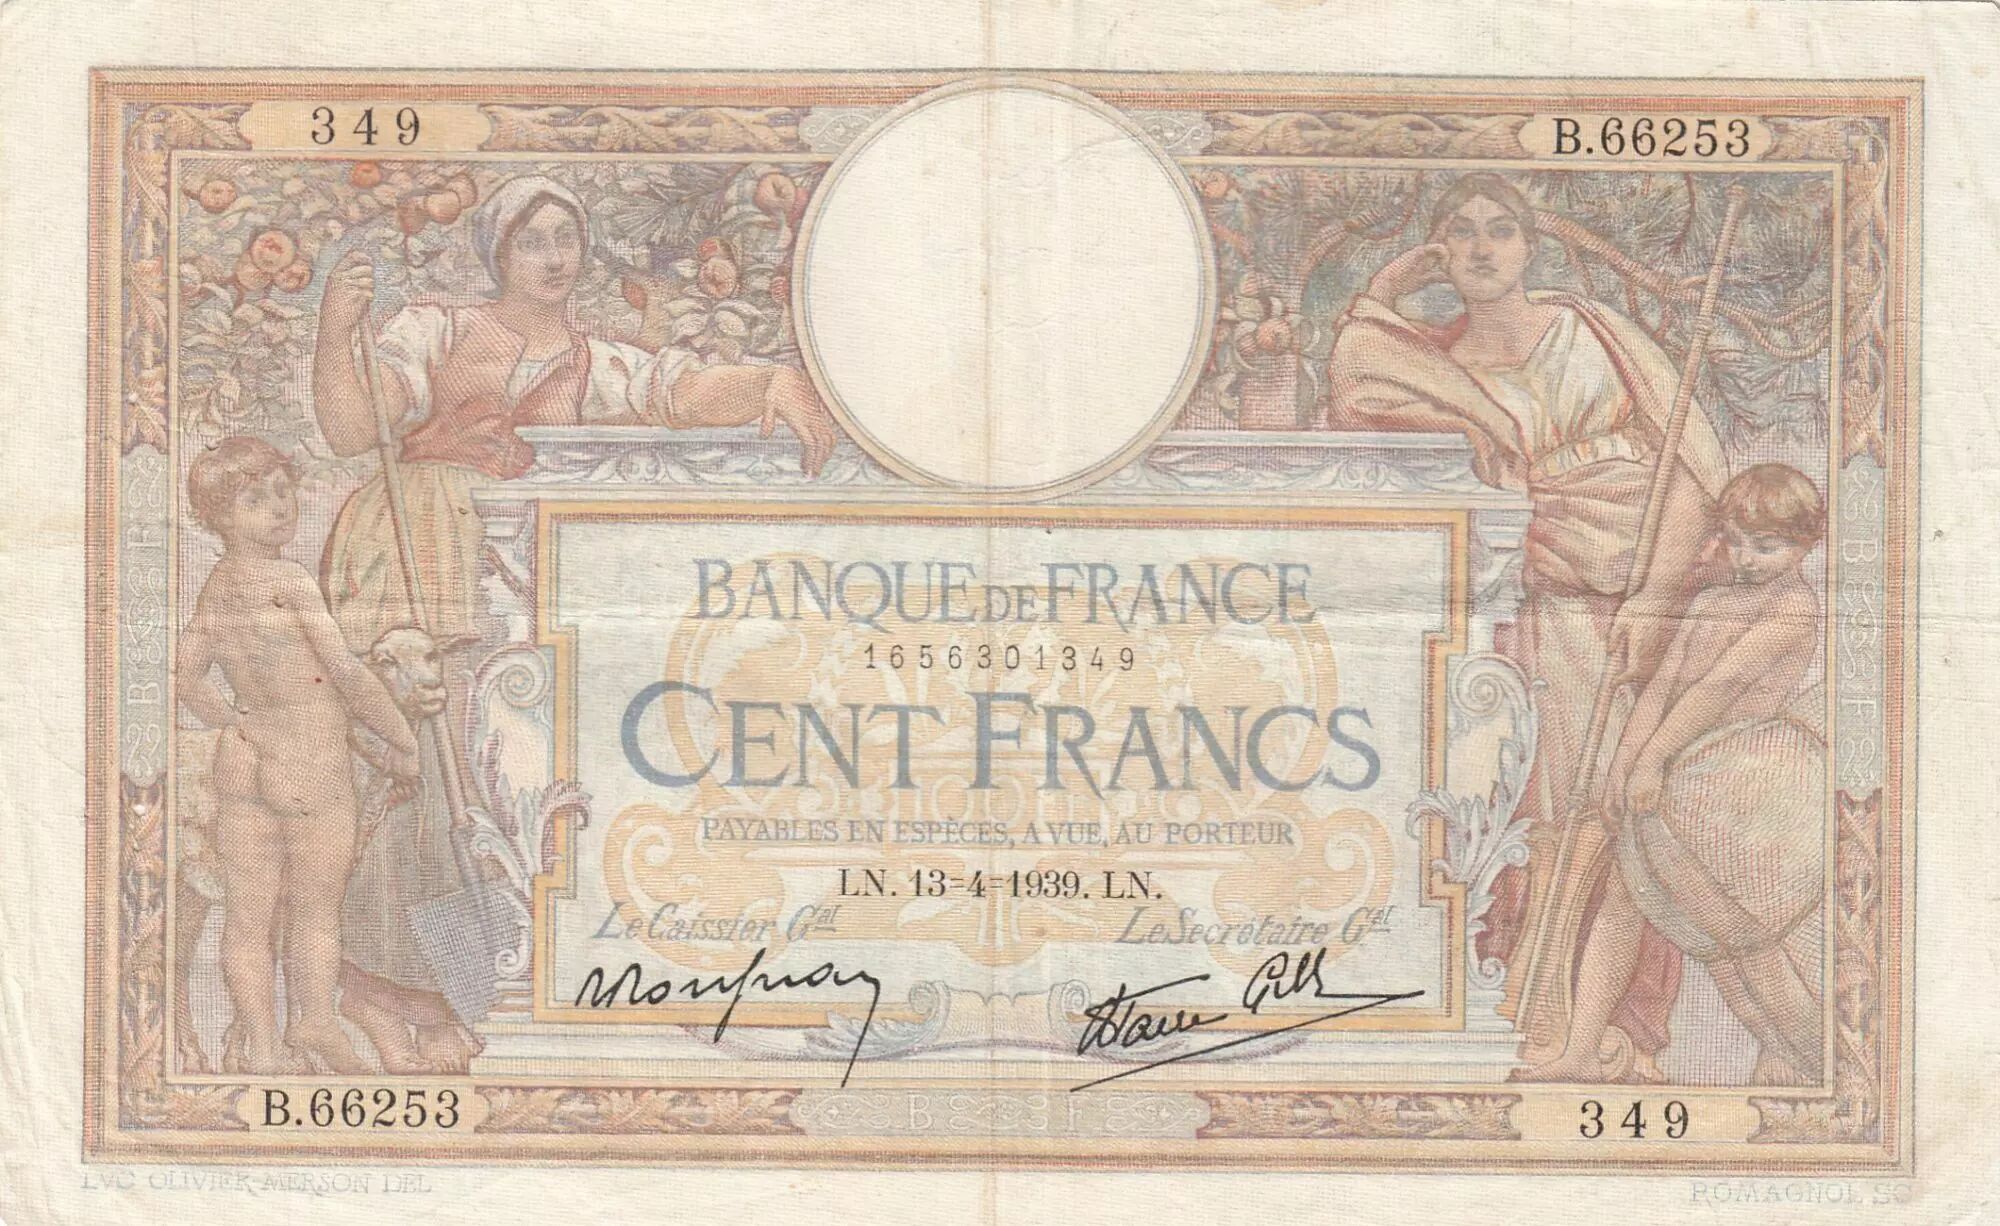 349
B.66253
BANQUE DE FRANCE
1656301349
CENT FRANCS
PAYABLES EN ESPÈCES, A VUE, AU PORTEUR
LN. 13=4=1939. LN.
Le Caissier Gal
Le Secrétaire Gal
B.66253
B F
349
LVC OLIVIER-MERSON DEL
ROMAGNOL SC